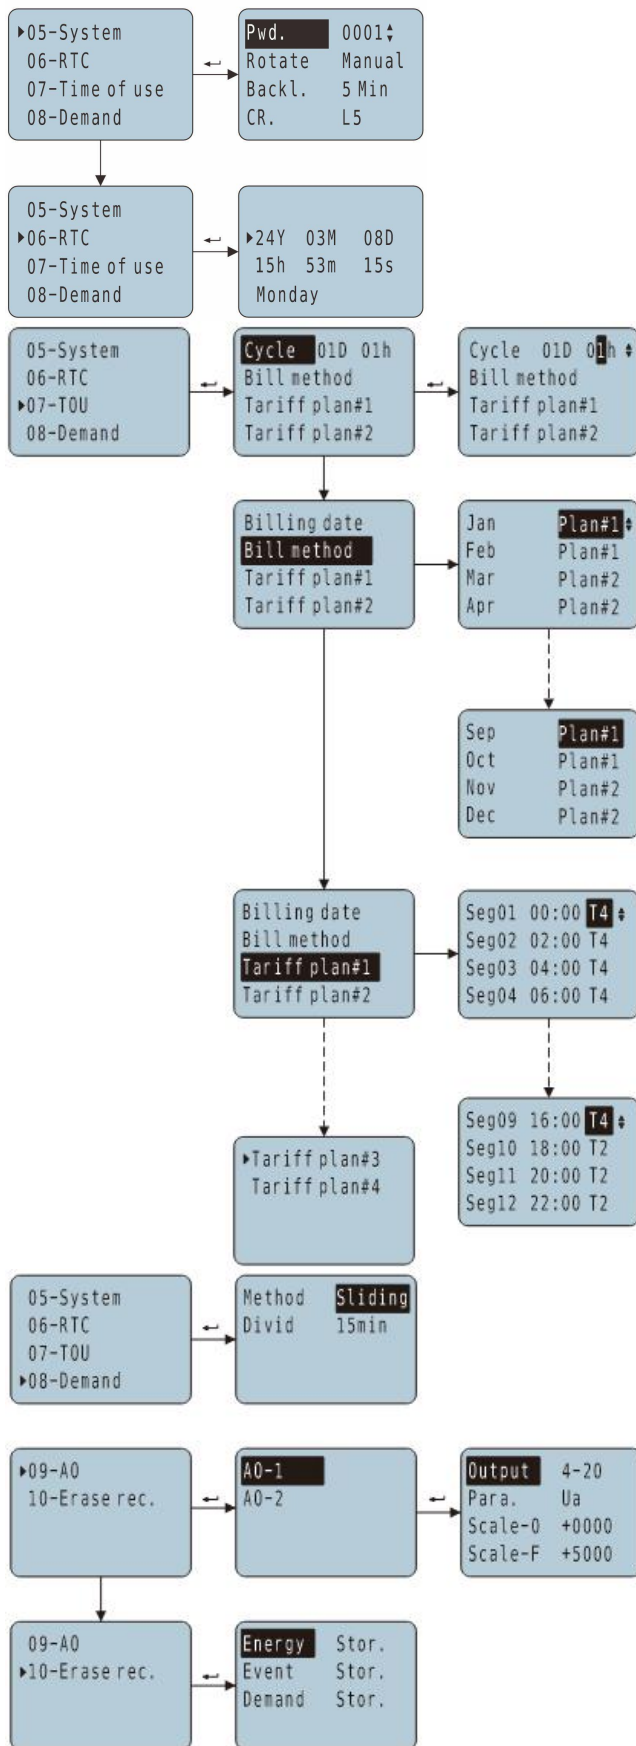 ▸05-System
06-RTC
07-Time of use
08-Demand
Pwd. 0001
Rotate Manual
Backl. 5 Min
CR. L5
05-System
▸06-RTC
07-Time of use
08-Demand
▸24Y 03M 08D
15h 53m 15s
Monday
05-System
06-RTC
▸07-TOU
08-Demand
Cycle 01D 01h
Bill method
Tariff plan#1
Tariff plan#2
Cycle 01D 01h
Bill method
Tariff plan#1
Tariff plan#2
Billing date
Bill method
Tariff plan#1
Tariff plan#2
Jan Plan#1
Feb Plan#1
Mar Plan#2
Apr Plan#2
Sep Plan#1
Oct Plan#1
Nov Plan#2
Dec Plan#2
Billing date
Bill method
Tariff plan#1
Tariff plan#2
Seg01 00:00 T4
Seg02 02:00 T4
Seg03 04:00 T4
Seg04 06:00 T4
Seg09 16:00 T4
Seg10 18:00 T2
Seg11 20:00 T2
Seg12 22:00 T2
▸Tariff plan#3
Tariff plan#4
05-System
06-RTC
07-TOU
▸08-Demand
Method Sliding
Divid 15min
▸09-AO
10-Erase rec.
AO-1
AO-2
Output 4-20
Para. Ua
Scale-0 +0000
Scale-F +5000
09-AO
▸10-Erase rec.
Energy Stor.
Event Stor.
Demand Stor.